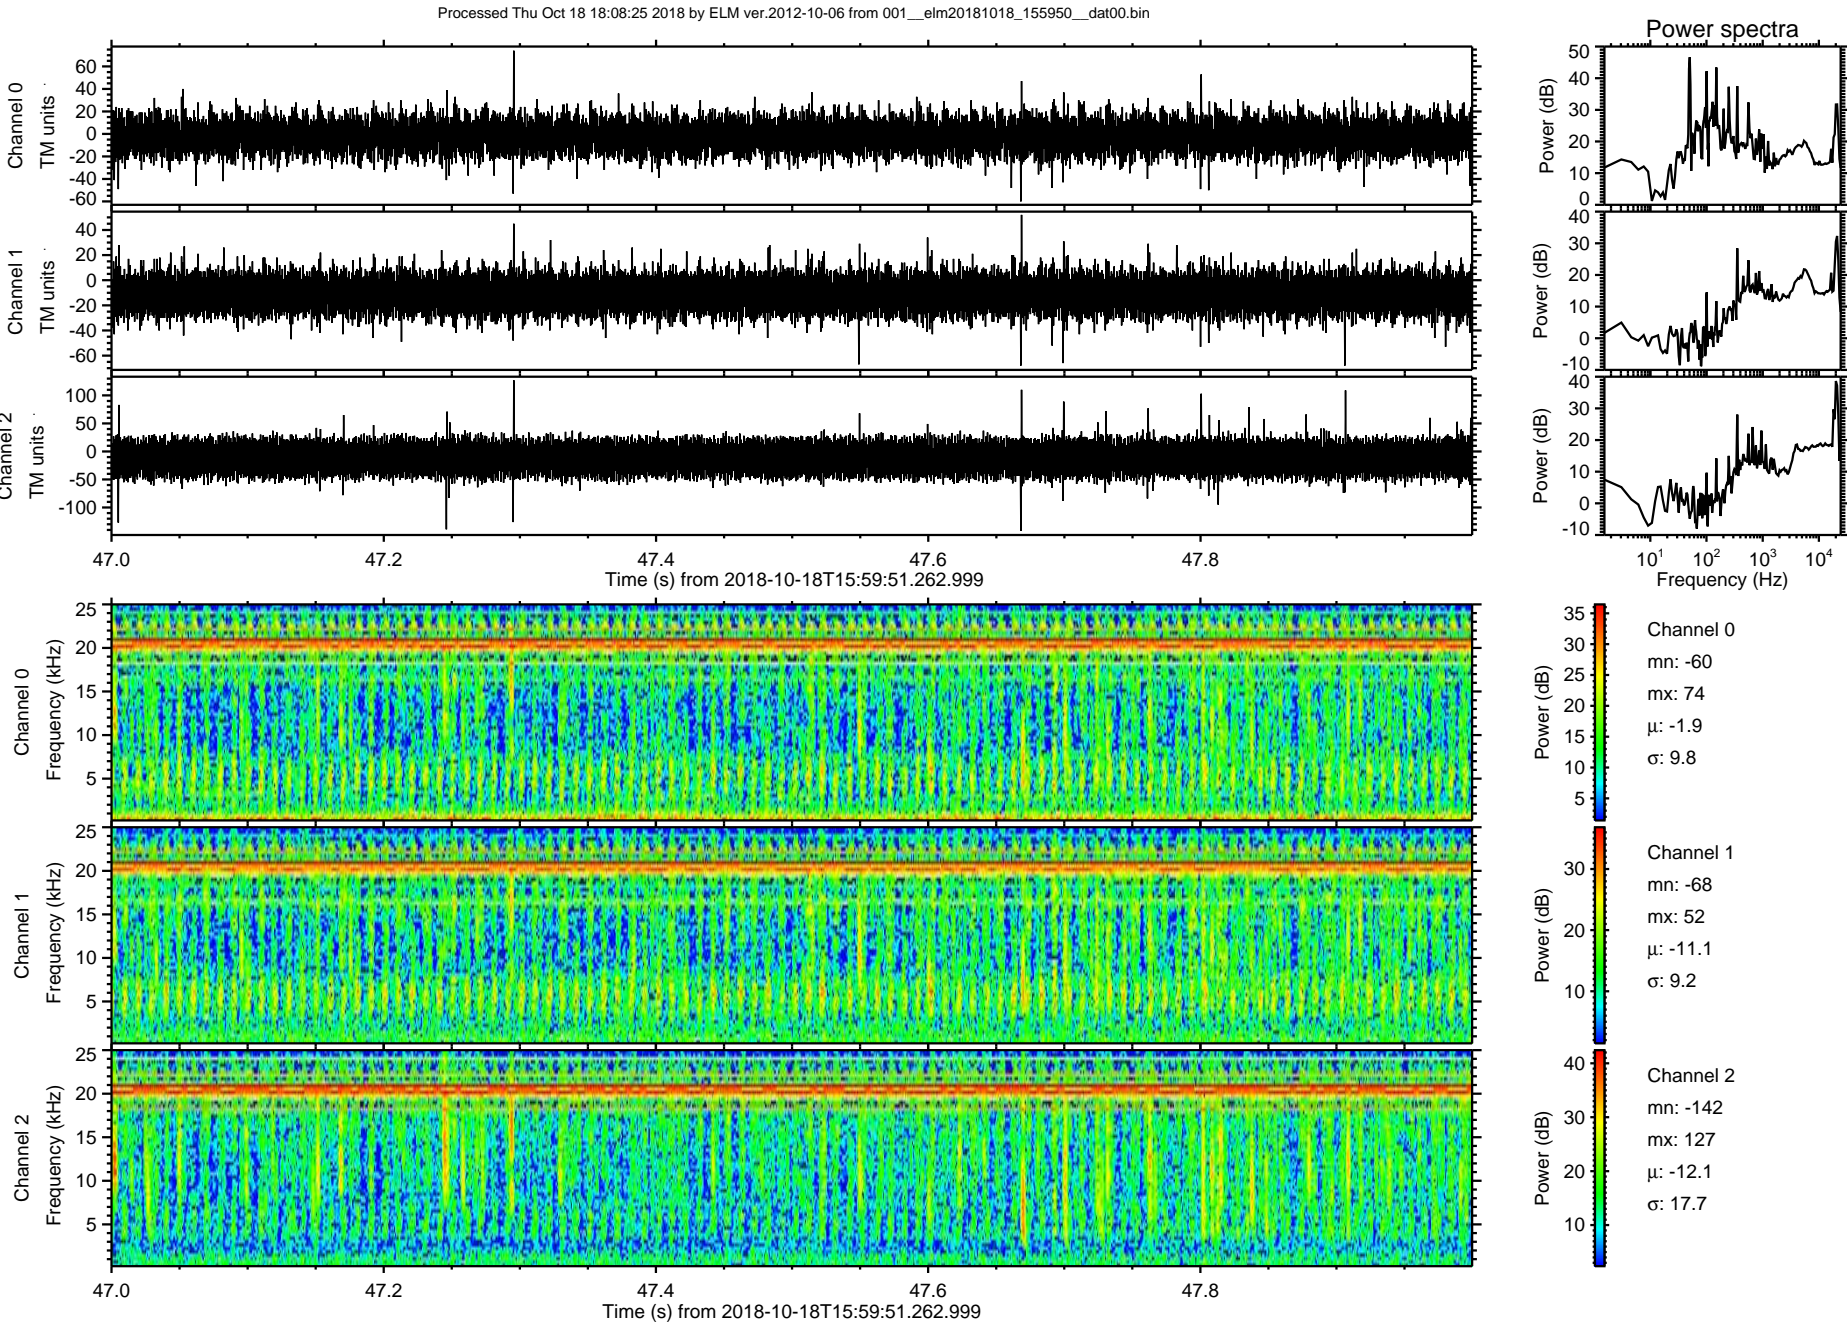 Processed Thu Oct 18 18:08:25 2018 by ELM ver.2012-10-06 from 001__elm20181018_155950__dat00.bin
Power spectra
Channel 0
TM units
60
40
20
0
-20
-40
-60
Power (dB)
50
40
30
20
10
0
Channel 1
TM units
40
20
0
-20
-40
-60
Power (dB)
40
30
20
10
0
-10
Channel 2
TM units
100
50
0
-50
-100
Power (dB)
40
30
20
10
0
-10
47.0 47.2 47.4 47.6 47.8
Time (s) from 2018-10-18T15:59:51.262.999
10^1 10^2 10^3 10^4
Frequency (Hz)
Channel 0
Frequency (kHz)
25
20
15
10
5
Power (dB)
35
30
25
20
15
10
5
Channel 0
mn: -60
mx: 74
μ: -1.9
σ: 9.8
Channel 1
Frequency (kHz)
25
20
15
10
5
Power (dB)
30
20
10
Channel 1
mn: -68
mx: 52
μ: -11.1
σ: 9.2
Channel 2
Frequency (kHz)
25
20
15
10
5
Power (dB)
40
30
20
10
Channel 2
mn: -142
mx: 127
μ: -12.1
σ: 17.7
47.0 47.2 47.4 47.6 47.8
Time (s) from 2018-10-18T15:59:51.262.999